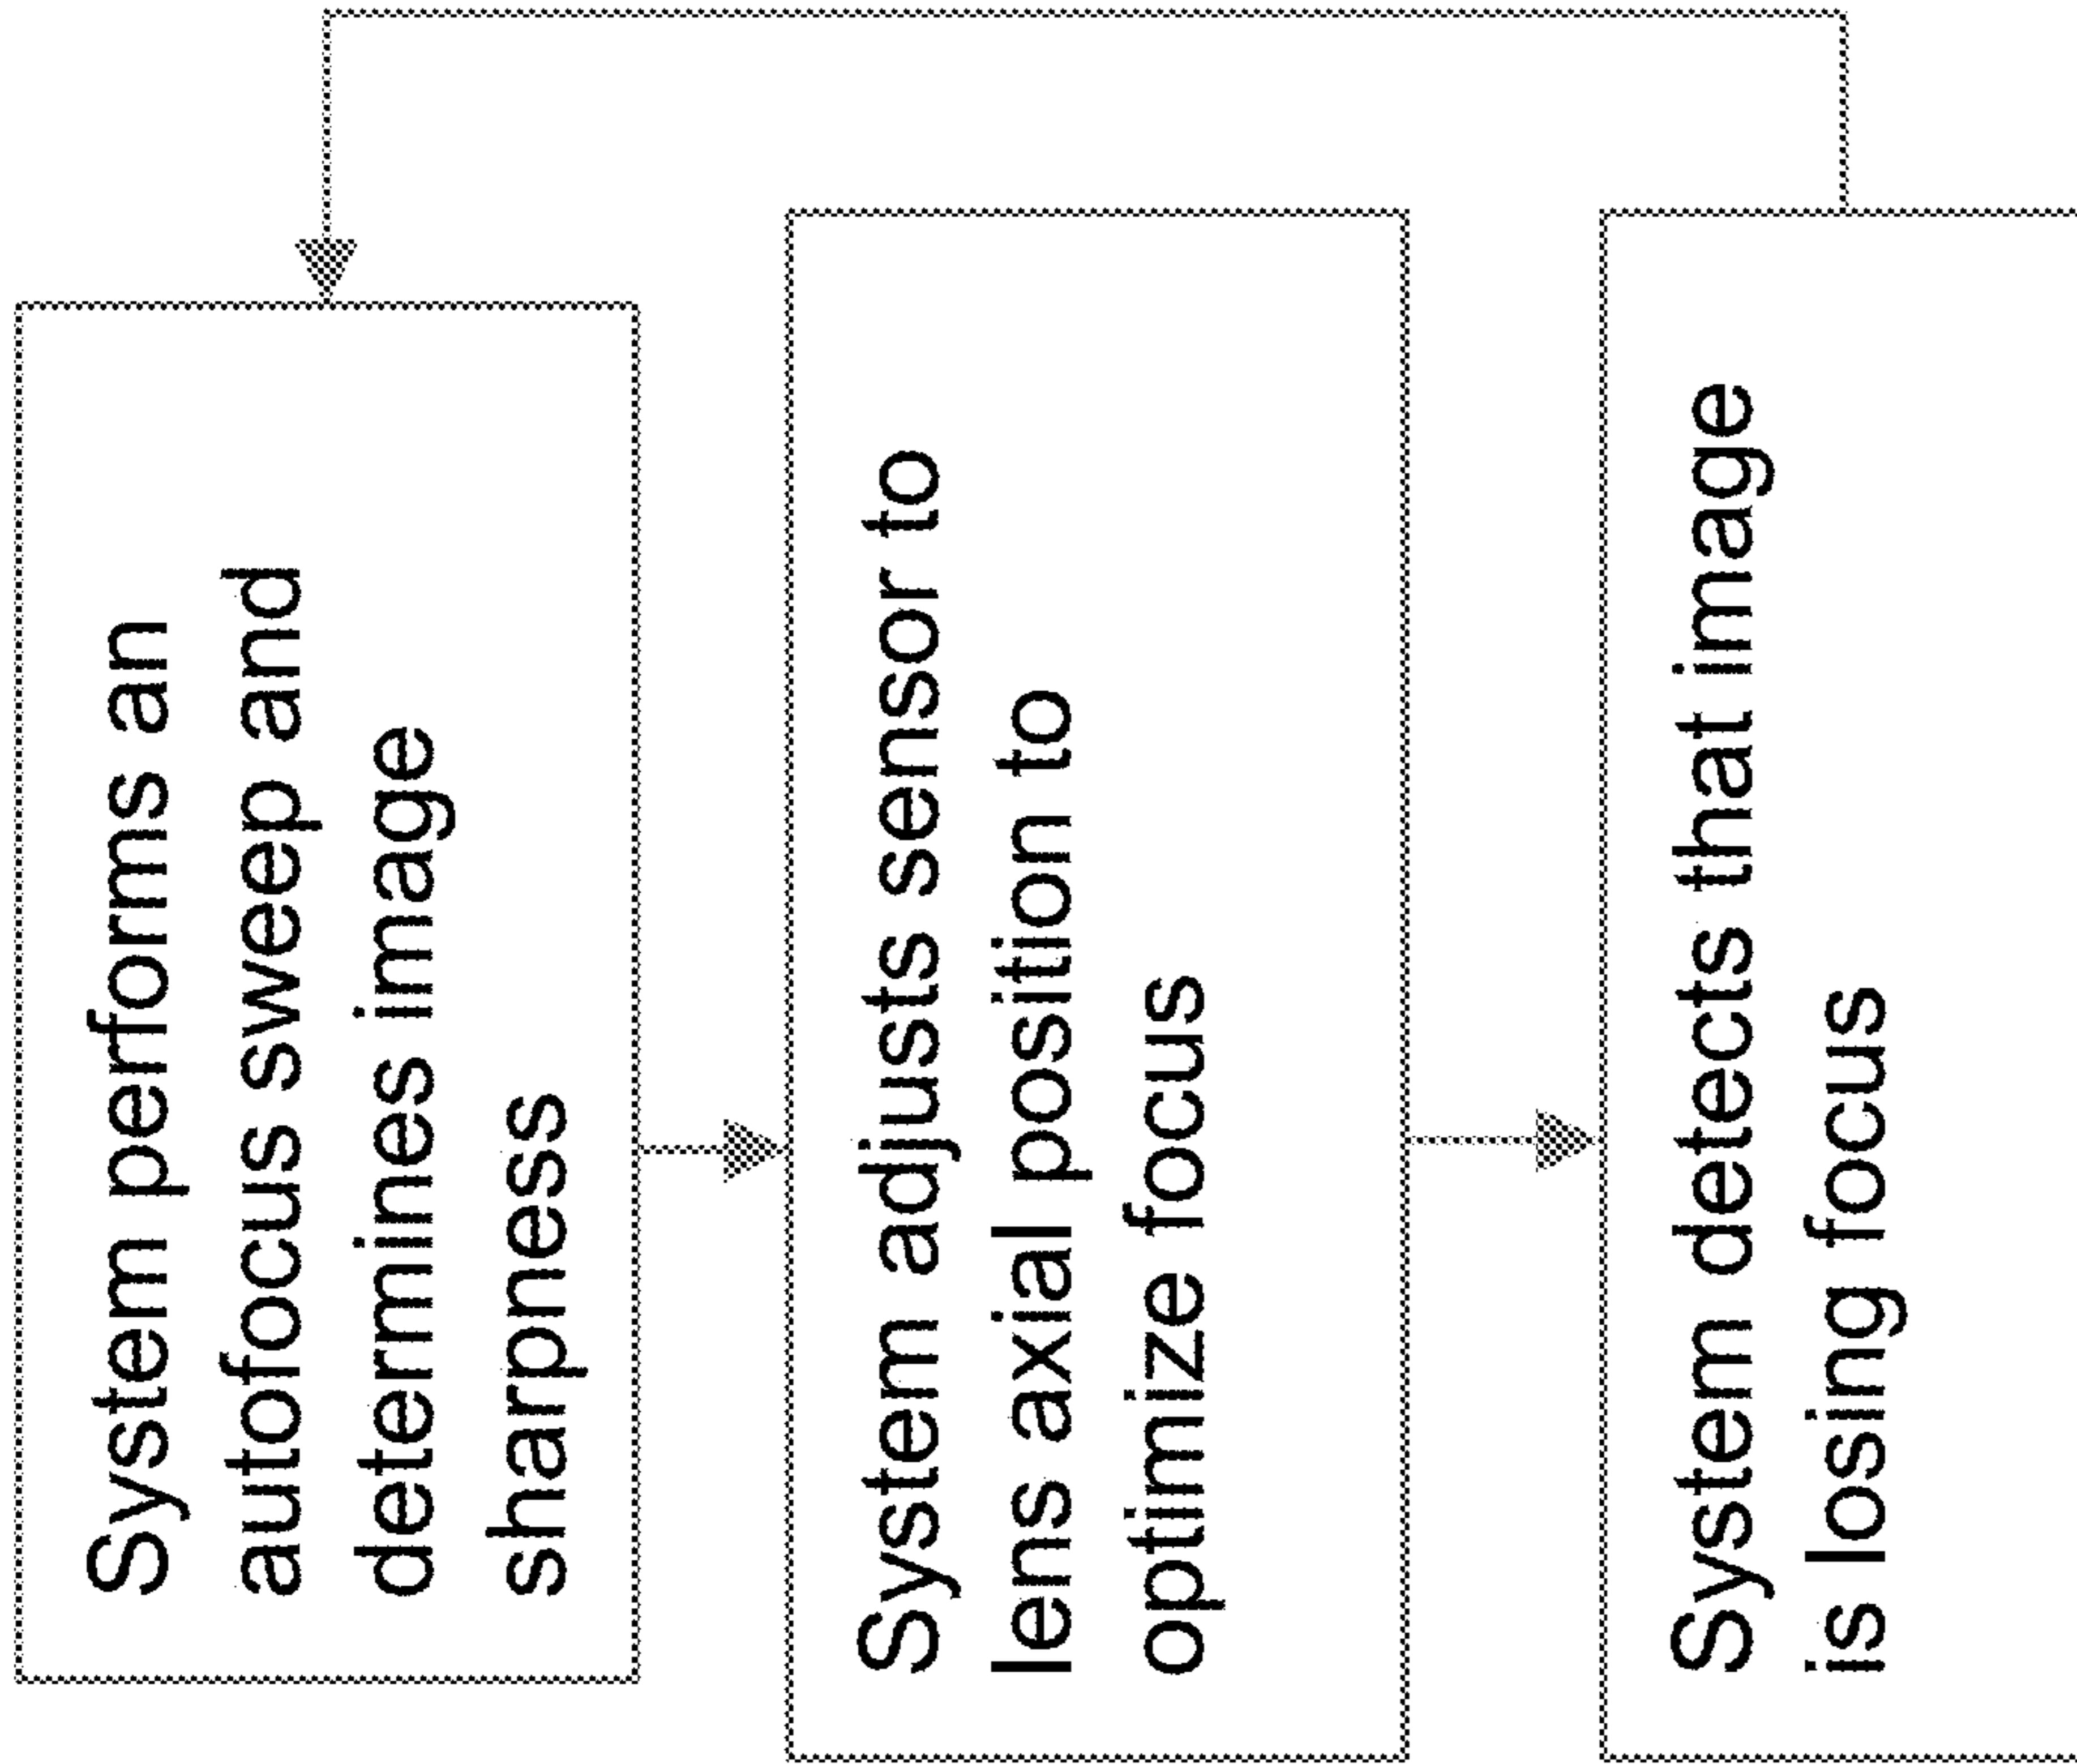 System performs an
autofocus sweep and
determines image
sharpness
System adjusts sensor to
lens axial position to
optimize focus
System detects that image
is losing focus